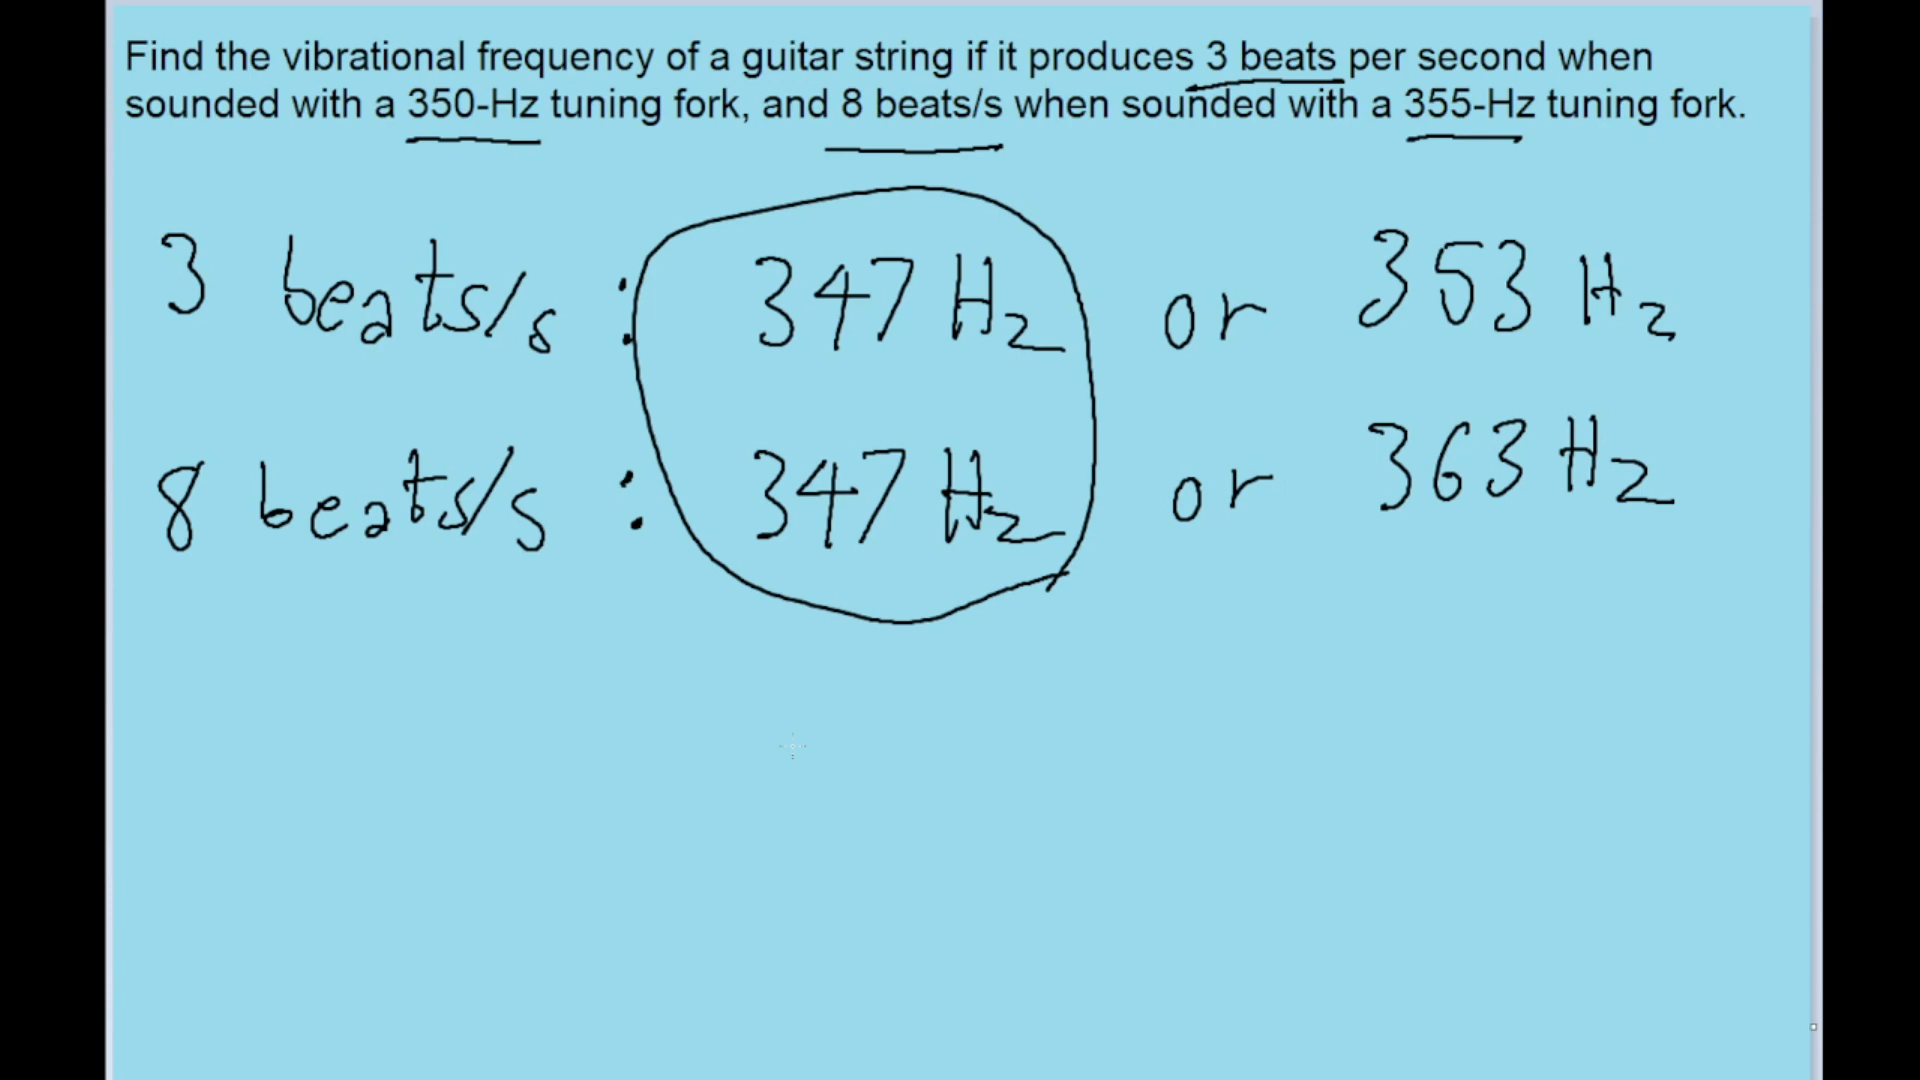 Find the vibrational frequency of a guitar string if it produces 3 beats per second when
sounded with a 350-Hz tuning fork, and 8 beats/s when sounded with a 355-Hz tuning fork.
3 beats/s : 347 Hz or 353 Hz
8 beats/s : 347 Hz or 363 Hz